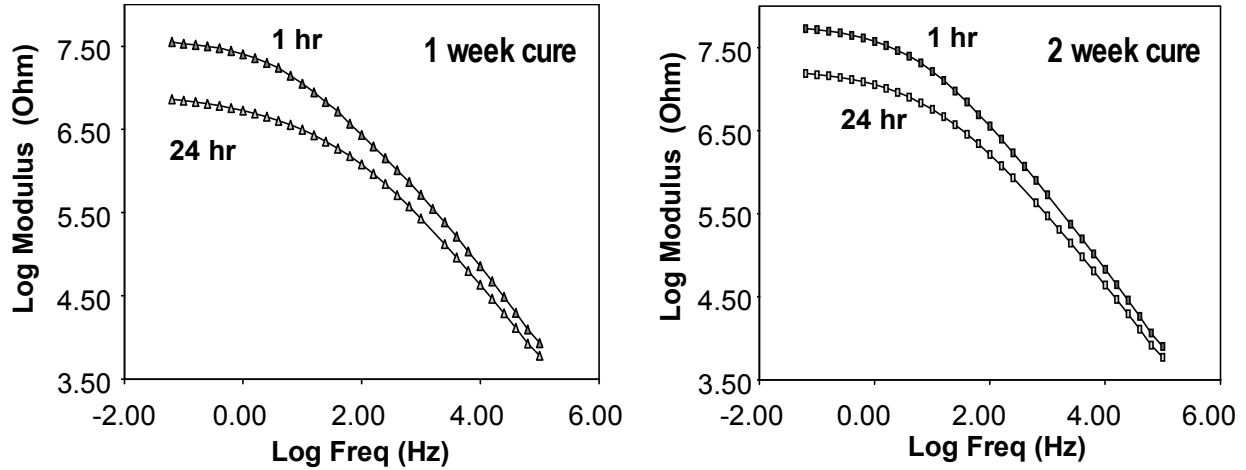 Log Modulus (Ohm)
7.50
6.50
5.50
4.50
3.50
1 hr
1 week cure
24 hr
-2.00 0.00 2.00 4.00 6.00
Log Freq (Hz)
Log Modulus (Ohm)
7.50
6.50
5.50
4.50
3.50
1 hr
2 week cure
24 hr
-2.00 0.00 2.00 4.00 6.00
Log Freq (Hz)